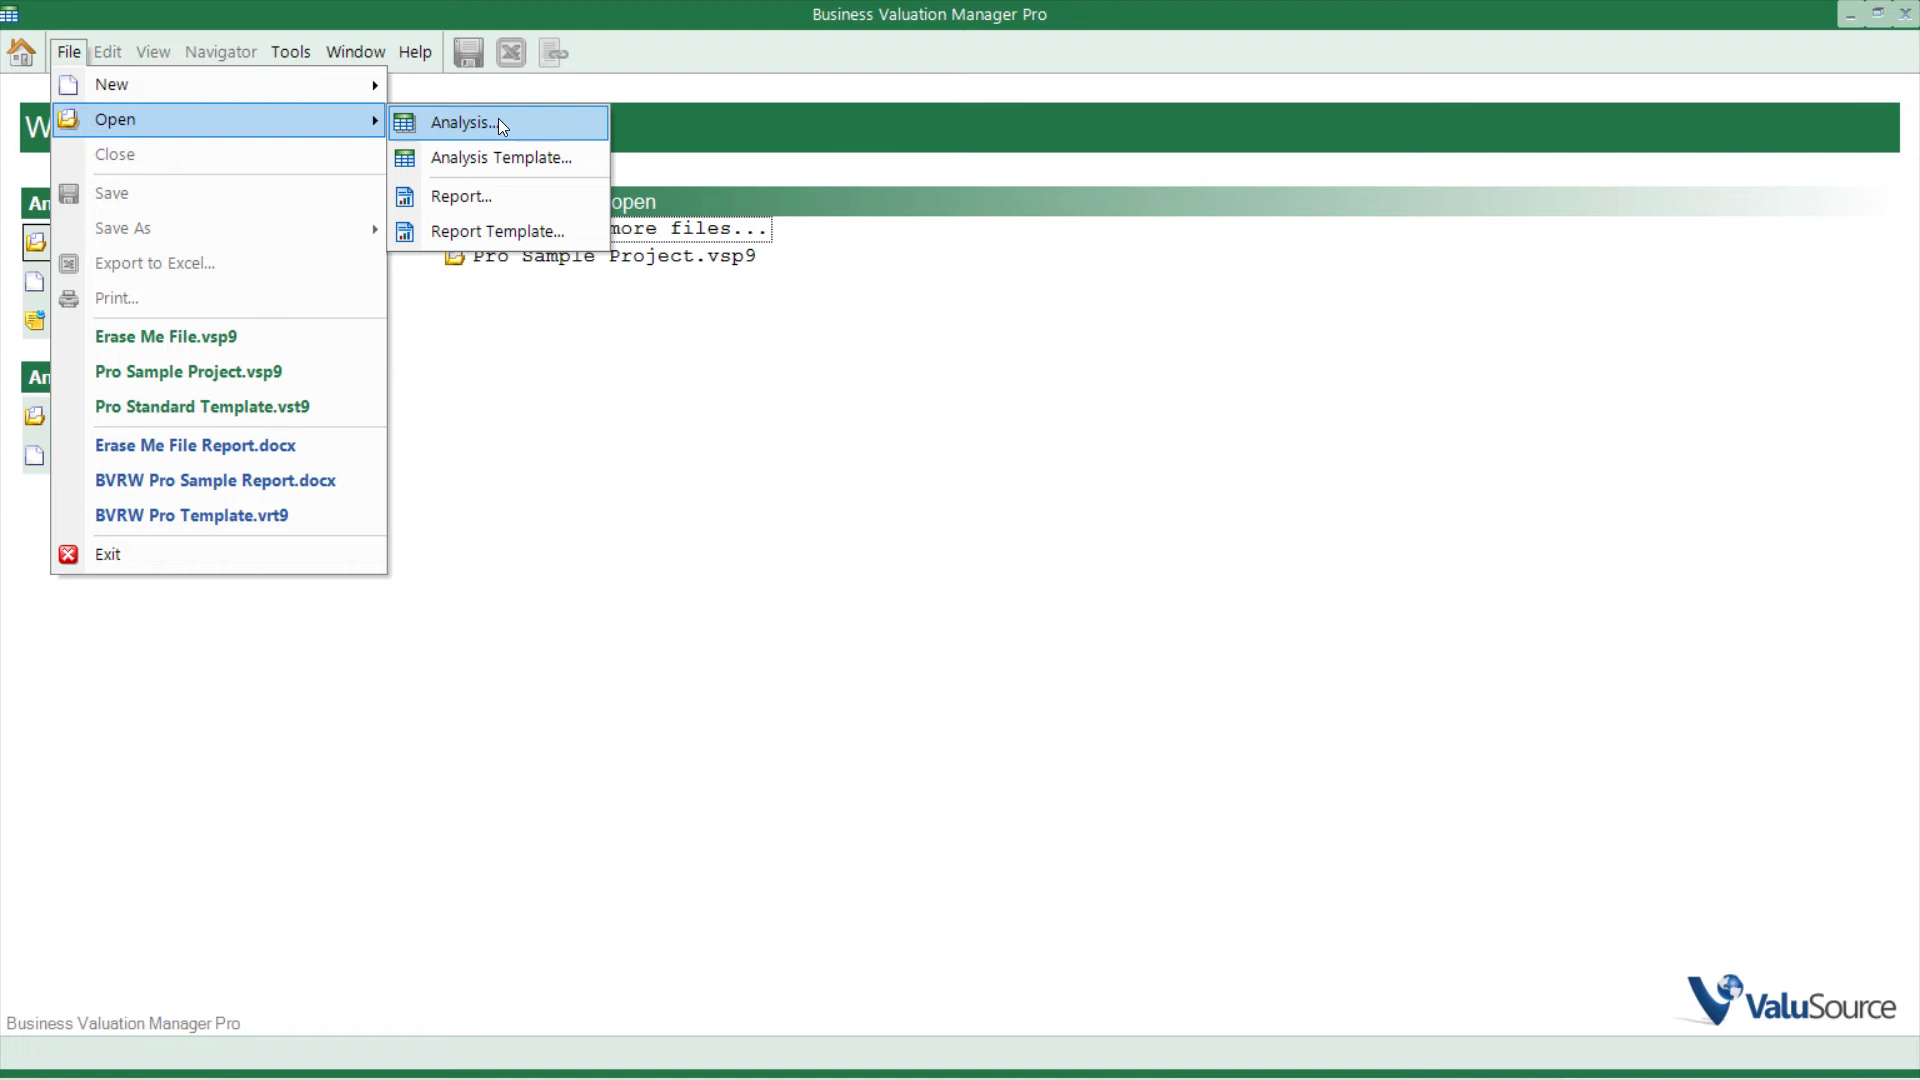 Business Valuation Manager Pro
File Edit View Navigator Tools Window Help
New
Open
Close
Save
Save As
Export to Excel...
Print...
Erase Me File.vsp9
Pro Sample Project.vsp9
Pro Standard Template.vst9
Erase Me File Report.docx
BVRW Pro Sample Report.docx
BVRW Pro Template.vrt9
Exit
Analysis...
Analysis Template...
Report...
Report Template...
W
An
An
open
more files...
Pro Sample Project.vsp9
ValuSource
Business Valuation Manager Pro